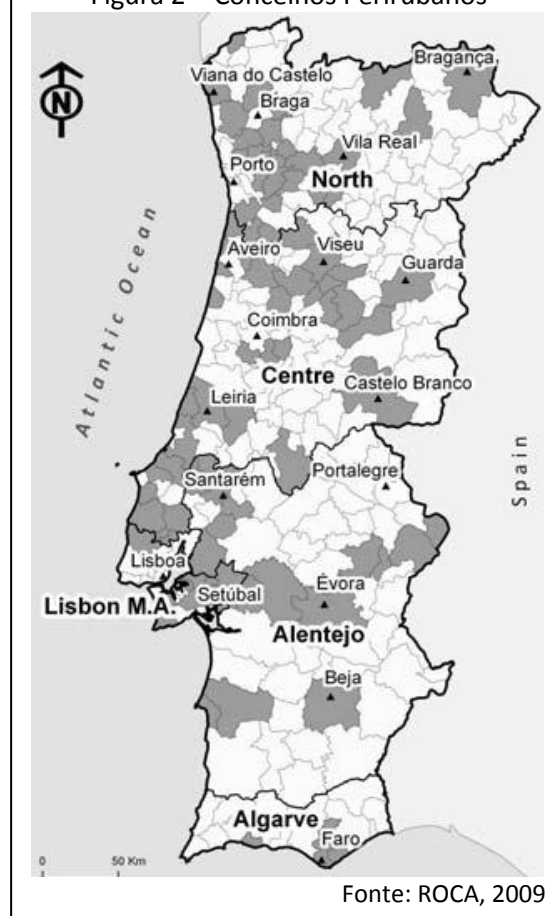 Figura 2 – Concelhos Periurbanos
N
Bragança
Viana do Castelo
Braga
Vila Real
Porto
North
Atlantic Ocean
Aveiro
Viseu
Guarda
Coimbra
Centre
Castelo Branco
Leiria
Spain
Portalegre
Santarém
Lisboa
Lisbon M.A.
Setúbal
Évora
Alentejo
Beja
Algarve
Faro
0 50 Km
Fonte: ROCA, 2009